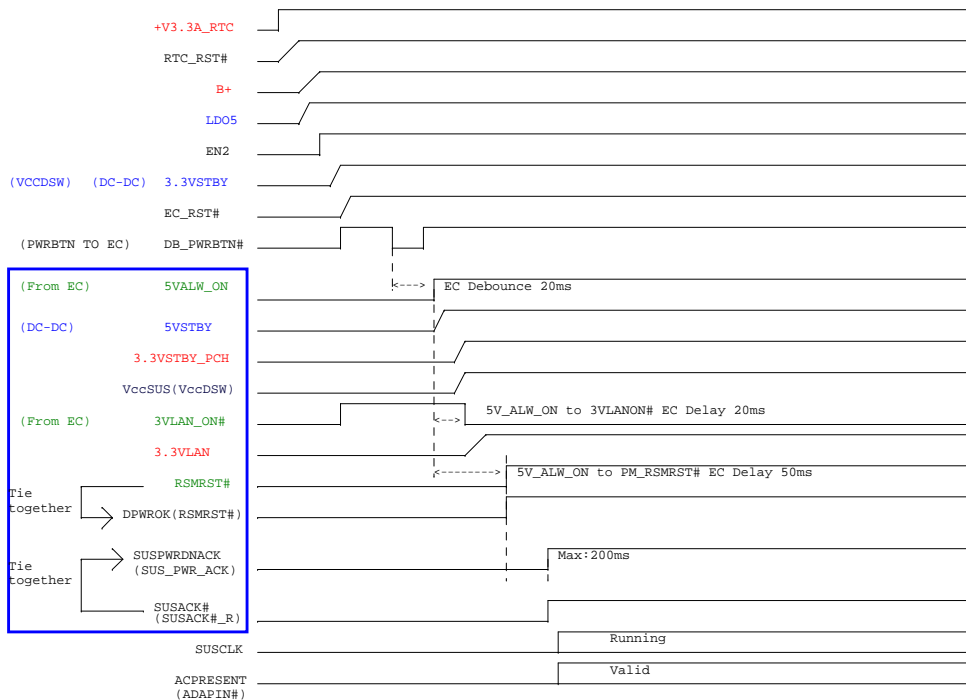 +V3.3A_RTC
RTC_RST#
B+
LDO5
EN2
(VCCDSW) (DC-DC) 3.3VSTBY
EC_RST#
(PWRBTN TO EC) DB_PWRBTN#
(From EC) 5VALW_ON
<---> EC Debounce 20ms
(DC-DC) 5VSTBY
3.3VSTBY_PCH
VccSUS(VccDSW)
(From EC) 3VLAN_ON#
5V_ALW_ON to 3VLANON# EC Delay 20ms
3.3VLAN
5V_ALW_ON to PM_RSMRST# EC Delay 50ms
RSMRST#
Tie
together
DPWROK(RSMRST#)
SUSPWRDNACK
(SUS_PWR_ACK)
Max:200ms
Tie
together
SUSACK#
(SUSACK#_R)
SUSCLK
Running
ACPRESENT
(ADAPIN#)
Valid